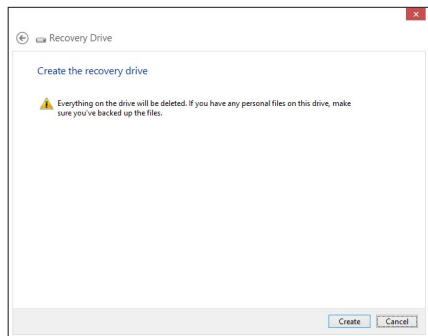 Recovery Drive
Create the recovery drive
Everything on the drive will be deleted. If you have any personal files on this drive, make
sure you've backed up the files.
Create Cancel